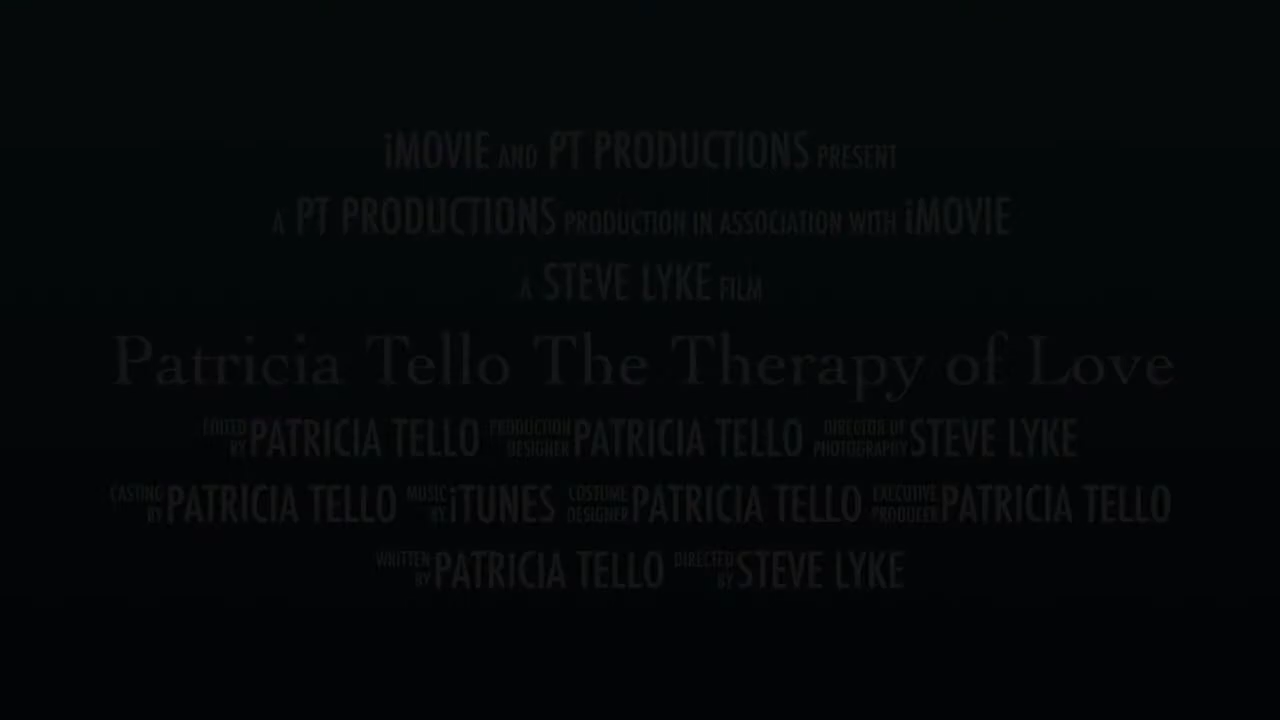 iMOVIE AND PT PRODUCTIONS PRESENT
A PT PRODUCTIONS PRODUCTION IN ASSOCIATION WITH iMOVIE
A STEVE LYKE FILM
Patricia Tello The Therapy of Love
EDITED BY PATRICIA TELLO PRODUCTION DESIGNER PATRICIA TELLO DIRECTOR OF PHOTOGRAPHY STEVE LYKE
CASTING BY PATRICIA TELLO MUSIC BY iTUNES COSTUME DESIGNER PATRICIA TELLO EXECUTIVE PRODUCER PATRICIA TELLO
WRITTEN BY PATRICIA TELLO DIRECTED BY STEVE LYKE